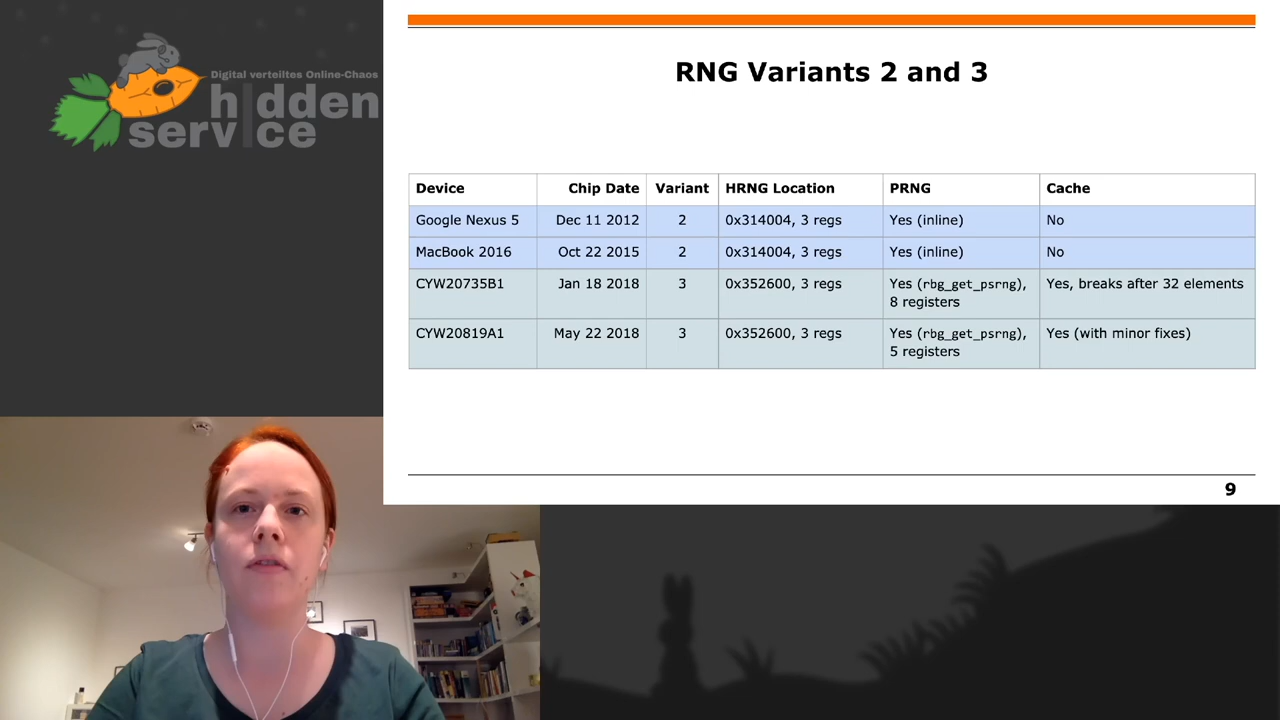 Digital verteiltes Online-Chaos
h|dden
serv|ce
RNG Variants 2 and 3
Device Chip Date Variant HRNG Location PRNG Cache
Google Nexus 5 Dec 11 2012 2 0x314004, 3 regs Yes (inline) No
MacBook 2016 Oct 22 2015 2 0x314004, 3 regs Yes (inline) No
CYW20735B1 Jan 18 2018 3 0x352600, 3 regs Yes (rbg_get_psrng), Yes, breaks after 32 elements
8 registers
CYW20819A1 May 22 2018 3 0x352600, 3 regs Yes (rbg_get_psrng), Yes (with minor fixes)
5 registers
9